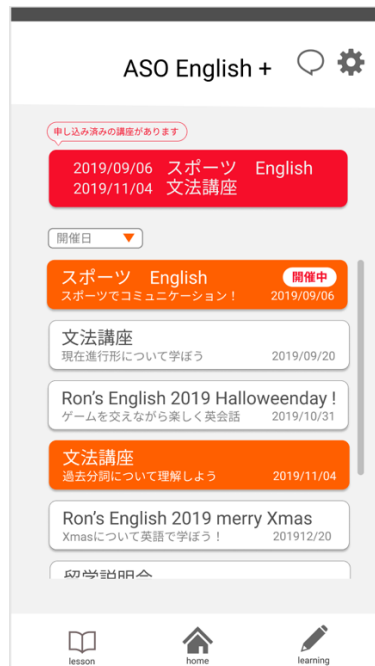 ASO English +
申し込み済みの講座があります
2019/09/06 スポーツ English
2019/11/04 文法講座
開催日
スポーツ English
開催中
スポーツでコミュニケーション！
2019/09/06
文法講座
現在進行形について学ぼう
2019/09/20
Ron's English 2019 Halloweenday !
ゲームを交えながら楽しく英会話
2019/10/31
文法講座
過去分詞について理解しよう
2019/11/04
Ron's English 2019 merry Xmas
Xmasについて英語で学ぼう！
201912/20
留学説明会
lesson
home
learning